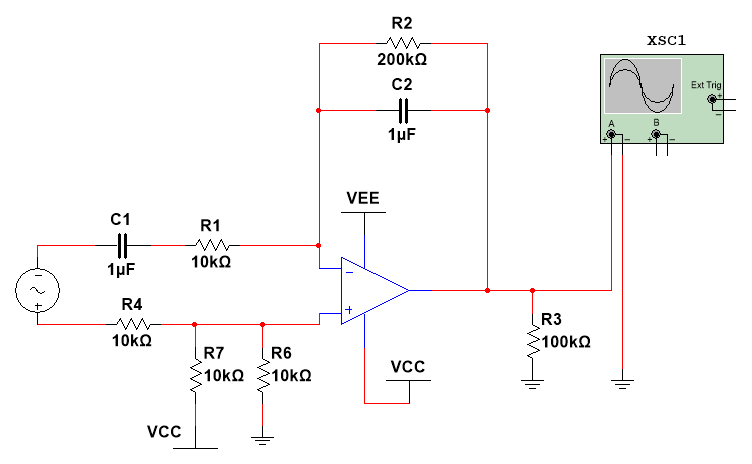 R2
200kΩ
C2
1µF
XSC1
Ext Trig
+
−
A
B
+
−
+
−
VEE
C1
1µF
R1
10kΩ
−
+
−
+
R4
10kΩ
R7
10kΩ
R6
10kΩ
R3
100kΩ
VCC
VCC